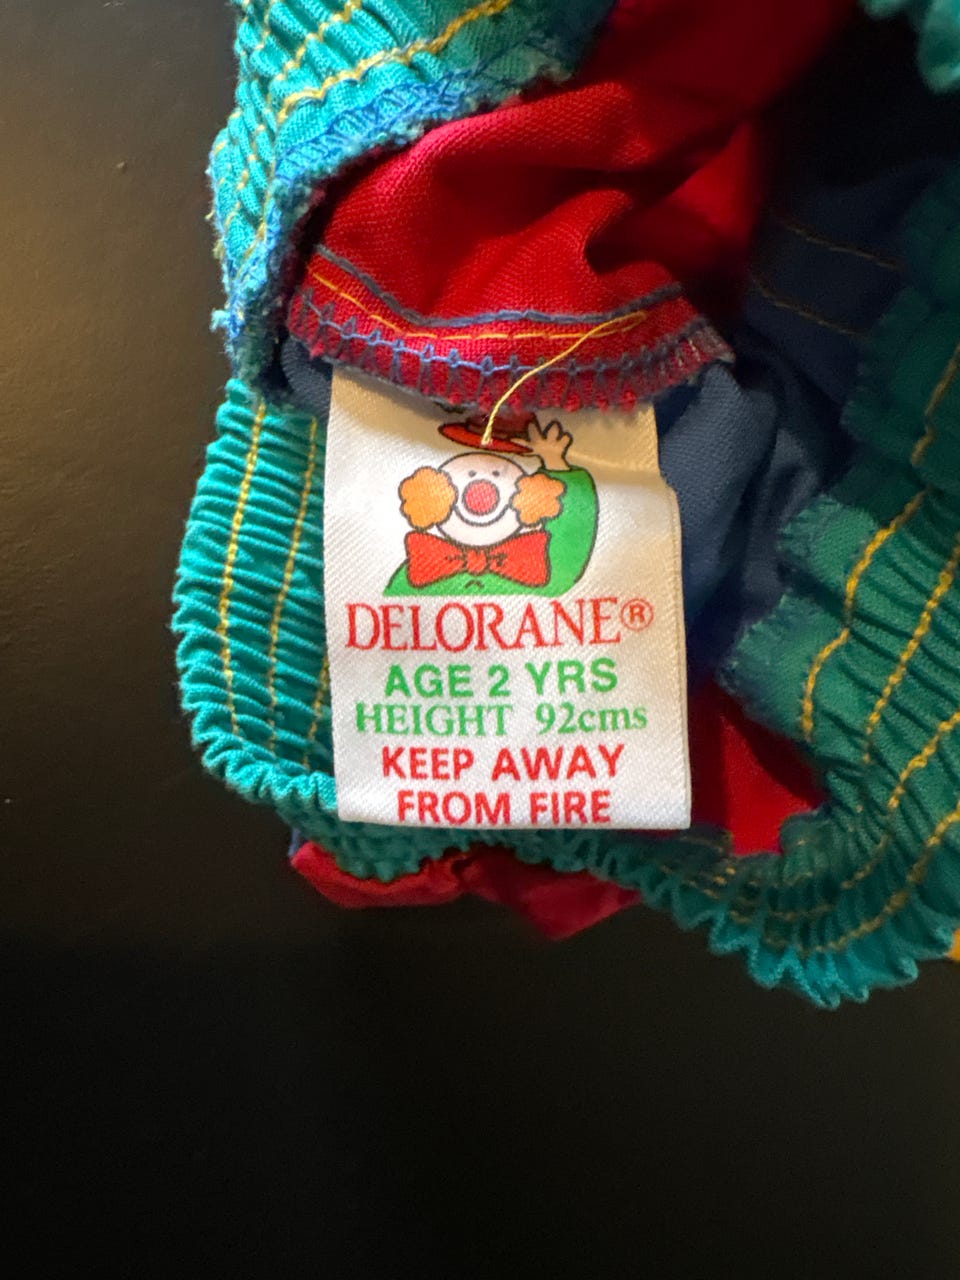 DELORANE®
AGE 2 YRS
HEIGHT 92cms
KEEP AWAY
FROM FIRE